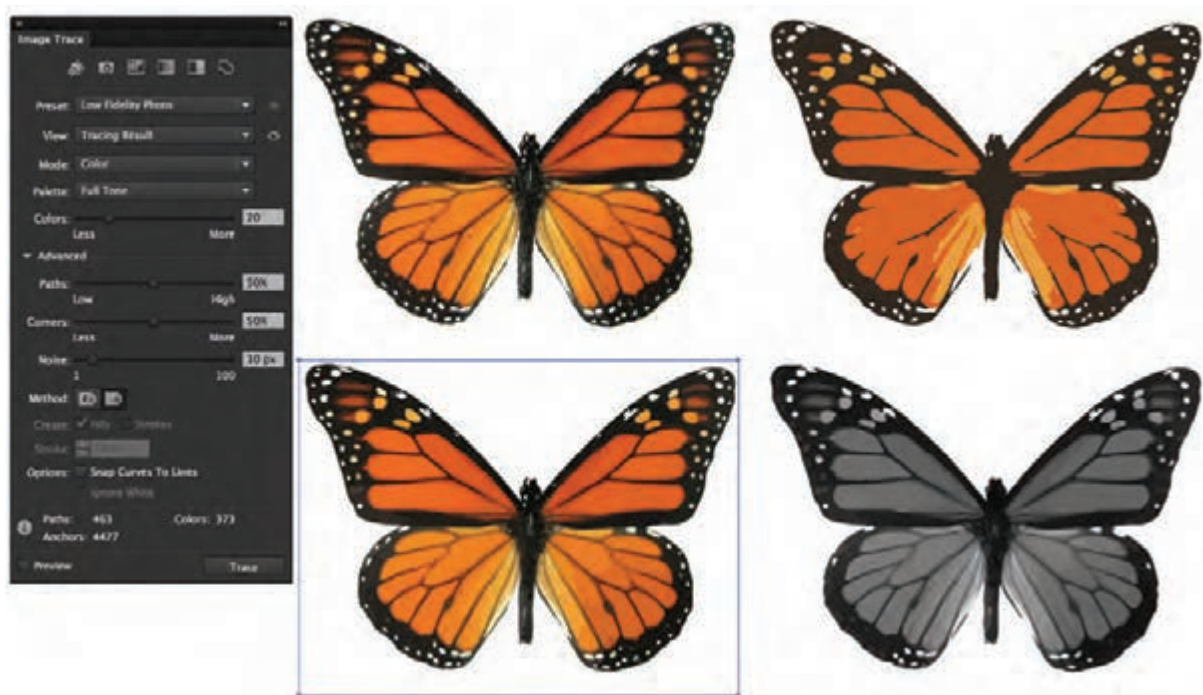 Image Trace
Preset: Low Fidelity Photo
View: Tracing Result
Mode: Color
Palette: Full Tone
Colors: 20
Less More
Advanced
Paths: 50%
Low High
Corners: 50%
Less More
Noise: 10 px
1 100
Method:
Create: Fills Strokes
Stroke:
Options: Snap Curves To Lines
Ignore White
Paths: 463 Colors: 373
Anchors: 4477
Preview Trace